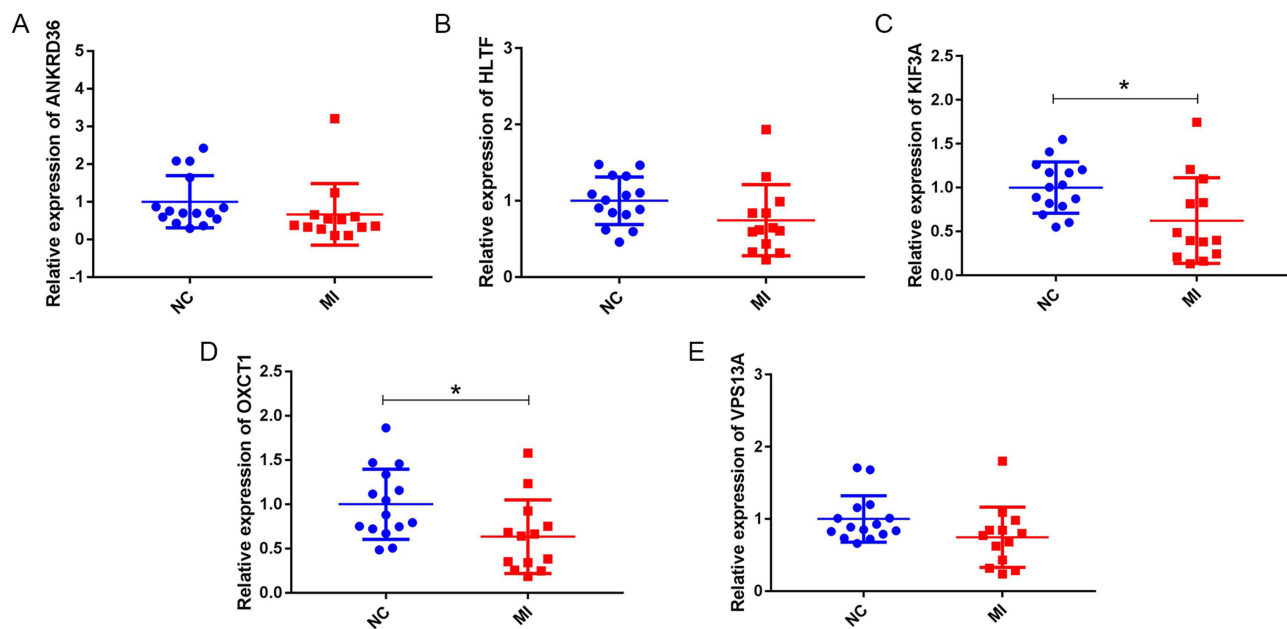 A
Relative expression of ANKRD36
5
4
3
2
1
0
-1
NC
MI
B
Relative expression of HLTF
3
2
1
0
NC
MI
C
Relative expression of KIF3A
2.5
2.0
1.5
1.0
0.5
0.0
*
NC
MI
D
Relative expression of OXCT1
2.5
2.0
1.5
1.0
0.5
0.0
*
NC
MI
E
Relative expression of VPS13A
3
2
1
0
NC
MI